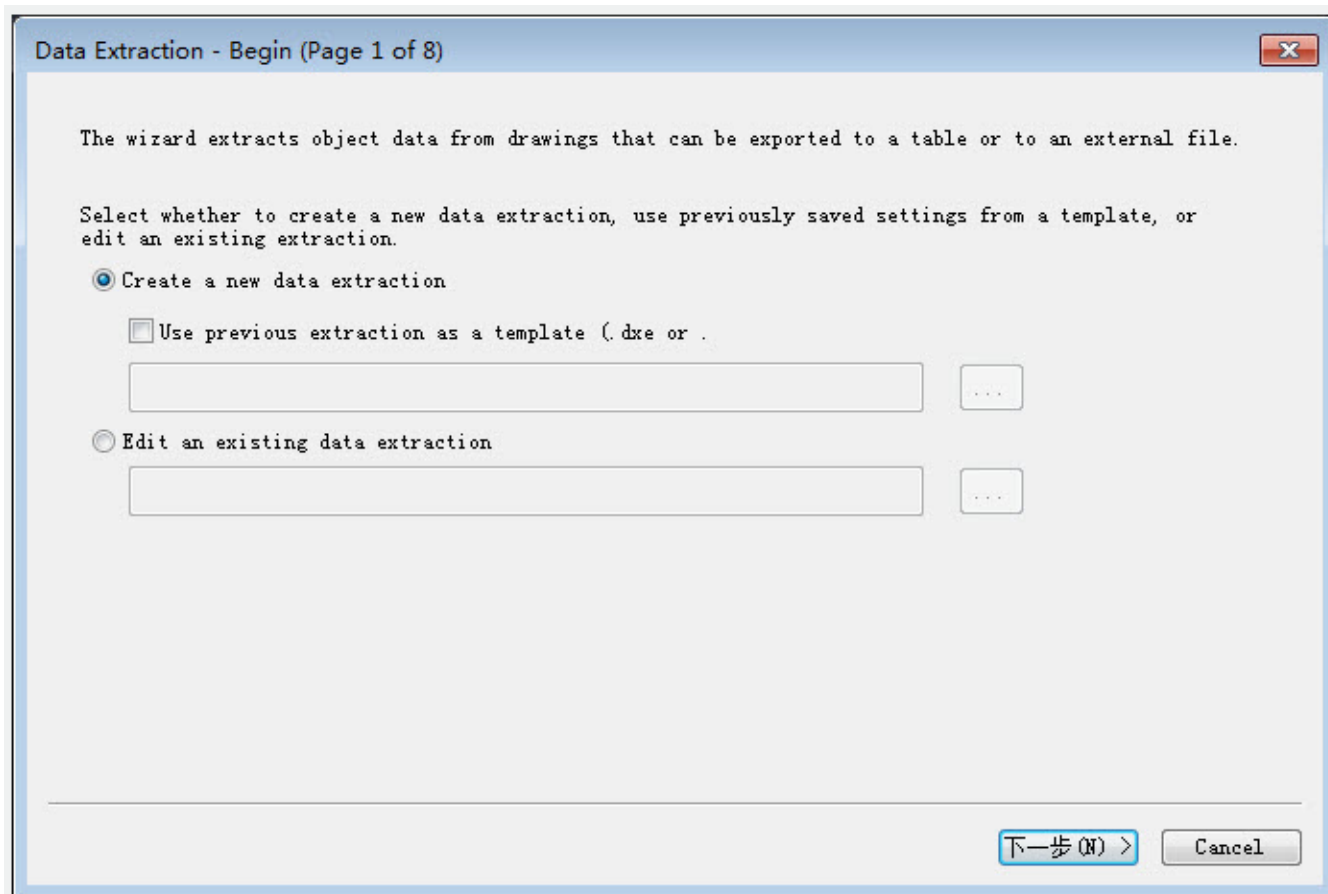 Data Extraction - Begin (Page 1 of 8)
The wizard extracts object data from drawings that can be exported to a table or to an external file.
Select whether to create a new data extraction, use previously saved settings from a template, or
edit an existing extraction.
Create a new data extraction
Use previous extraction as a template (.dxe or .
...
Edit an existing data extraction
...
下一步(N) >
Cancel